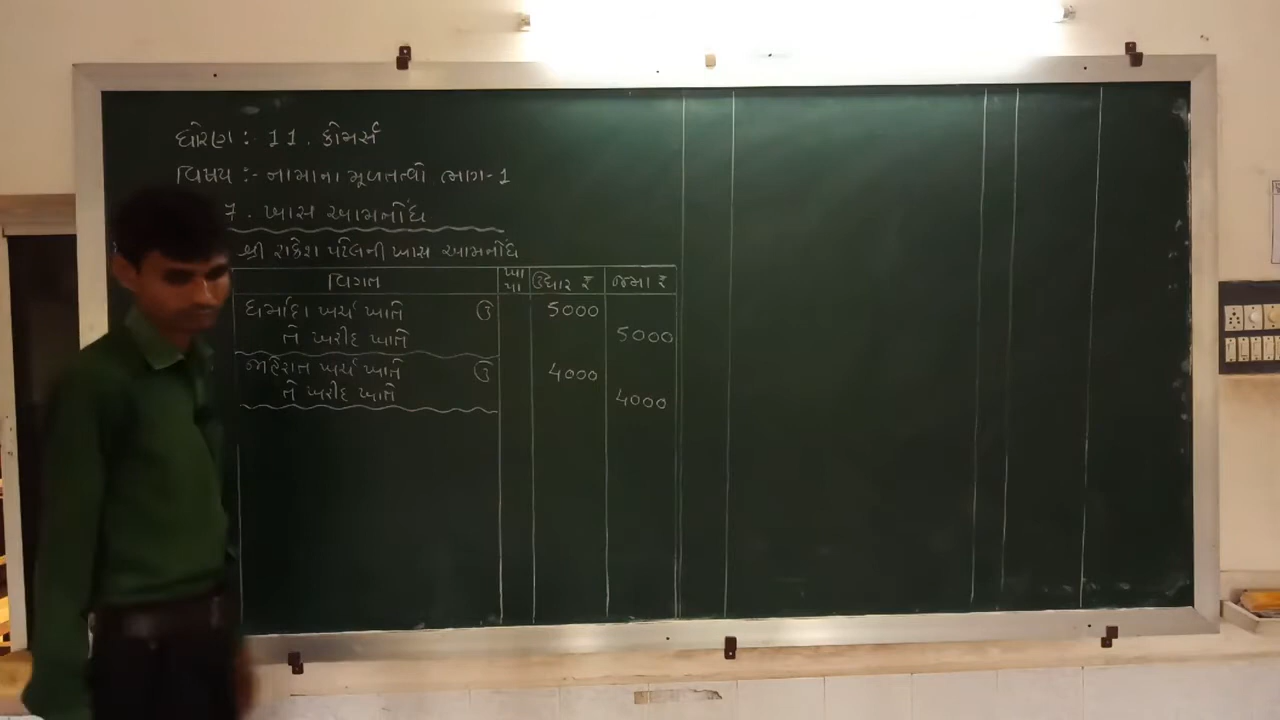 ધોરણ :- 11 . કોમર્સ
વિષય :- નામાના મૂળતત્વો ભાગ-1
7 . ખાસ આમનોંધ
શ્રી રાકેશ પટેલની ખાસ આમનોંધ
વિગત ખા પા ઉધાર ₹ જમા ₹
ધર્માદા ખર્ચ ખાતે ઉ 5000
તે ખરીદ ખાતે 5000
જાહેરાત ખર્ચ ખાતે ઉ 4000
તે ખરીદ ખાતે 4000